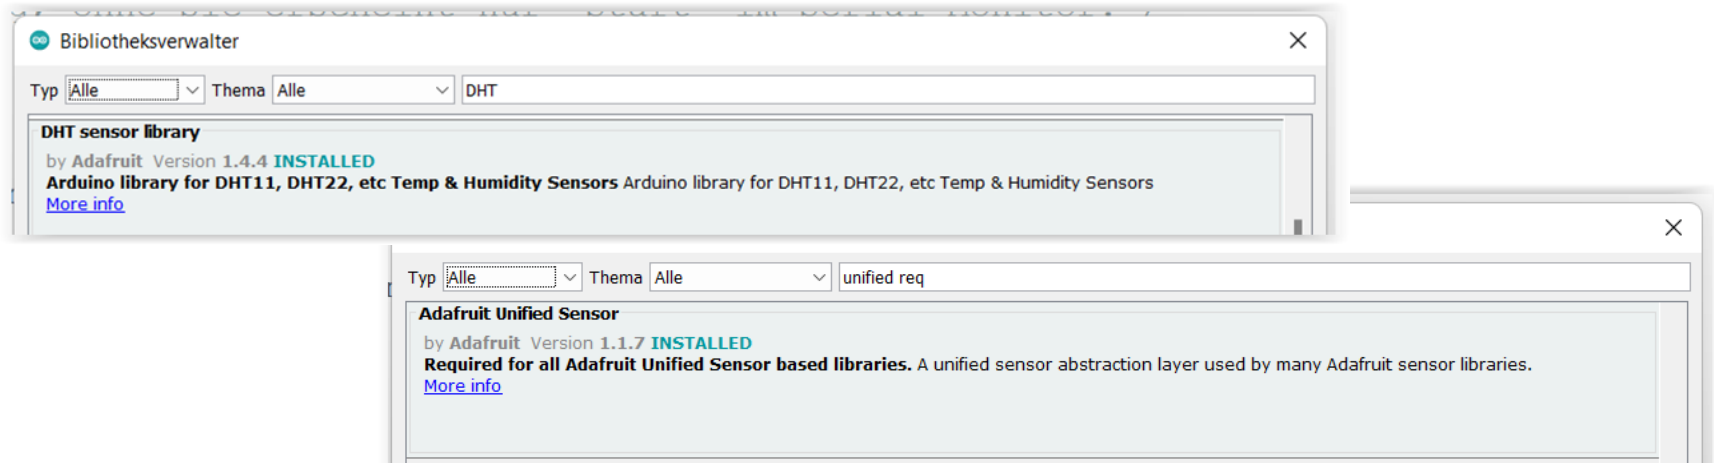 Bibliotheksverwalter
Typ Alle Thema Alle DHT
DHT sensor library
by Adafruit Version 1.4.4 INSTALLED
Arduino library for DHT11, DHT22, etc Temp & Humidity Sensors Arduino library for DHT11, DHT22, etc Temp & Humidity Sensors
More info
Typ Alle Thema Alle unified req
Adafruit Unified Sensor
by Adafruit Version 1.1.7 INSTALLED
Required for all Adafruit Unified Sensor based libraries. A unified sensor abstraction layer used by many Adafruit sensor libraries.
More info